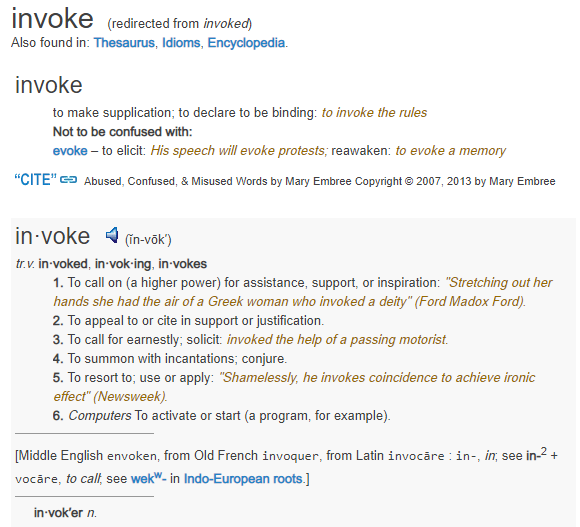 invoke (redirected from invoked)
Also found in: Thesaurus, Idioms, Encyclopedia.
invoke
to make supplication; to declare to be binding: to invoke the rules
Not to be confused with:
evoke – to elicit: His speech will evoke protests; reawaken: to evoke a memory
“CITE” Abused, Confused, & Misused Words by Mary Embree Copyright © 2007, 2013 by Mary Embree
in·voke (ĭn-vōk′)
tr.v. in·voked, in·vok·ing, in·vokes
1. To call on (a higher power) for assistance, support, or inspiration: "Stretching out her
hands she had the air of a Greek woman who invoked a deity" (Ford Madox Ford).
2. To appeal to or cite in support or justification.
3. To call for earnestly; solicit: invoked the help of a passing motorist.
4. To summon with incantations; conjure.
5. To resort to; use or apply: "Shamelessly, he invokes coincidence to achieve ironic
effect" (Newsweek).
6. Computers To activate or start (a program, for example).
[Middle English envoken, from Old French invoquer, from Latin invocāre : in-, in; see in-² +
vocāre, to call; see wekʷ- in Indo-European roots.]
in·vok′er n.